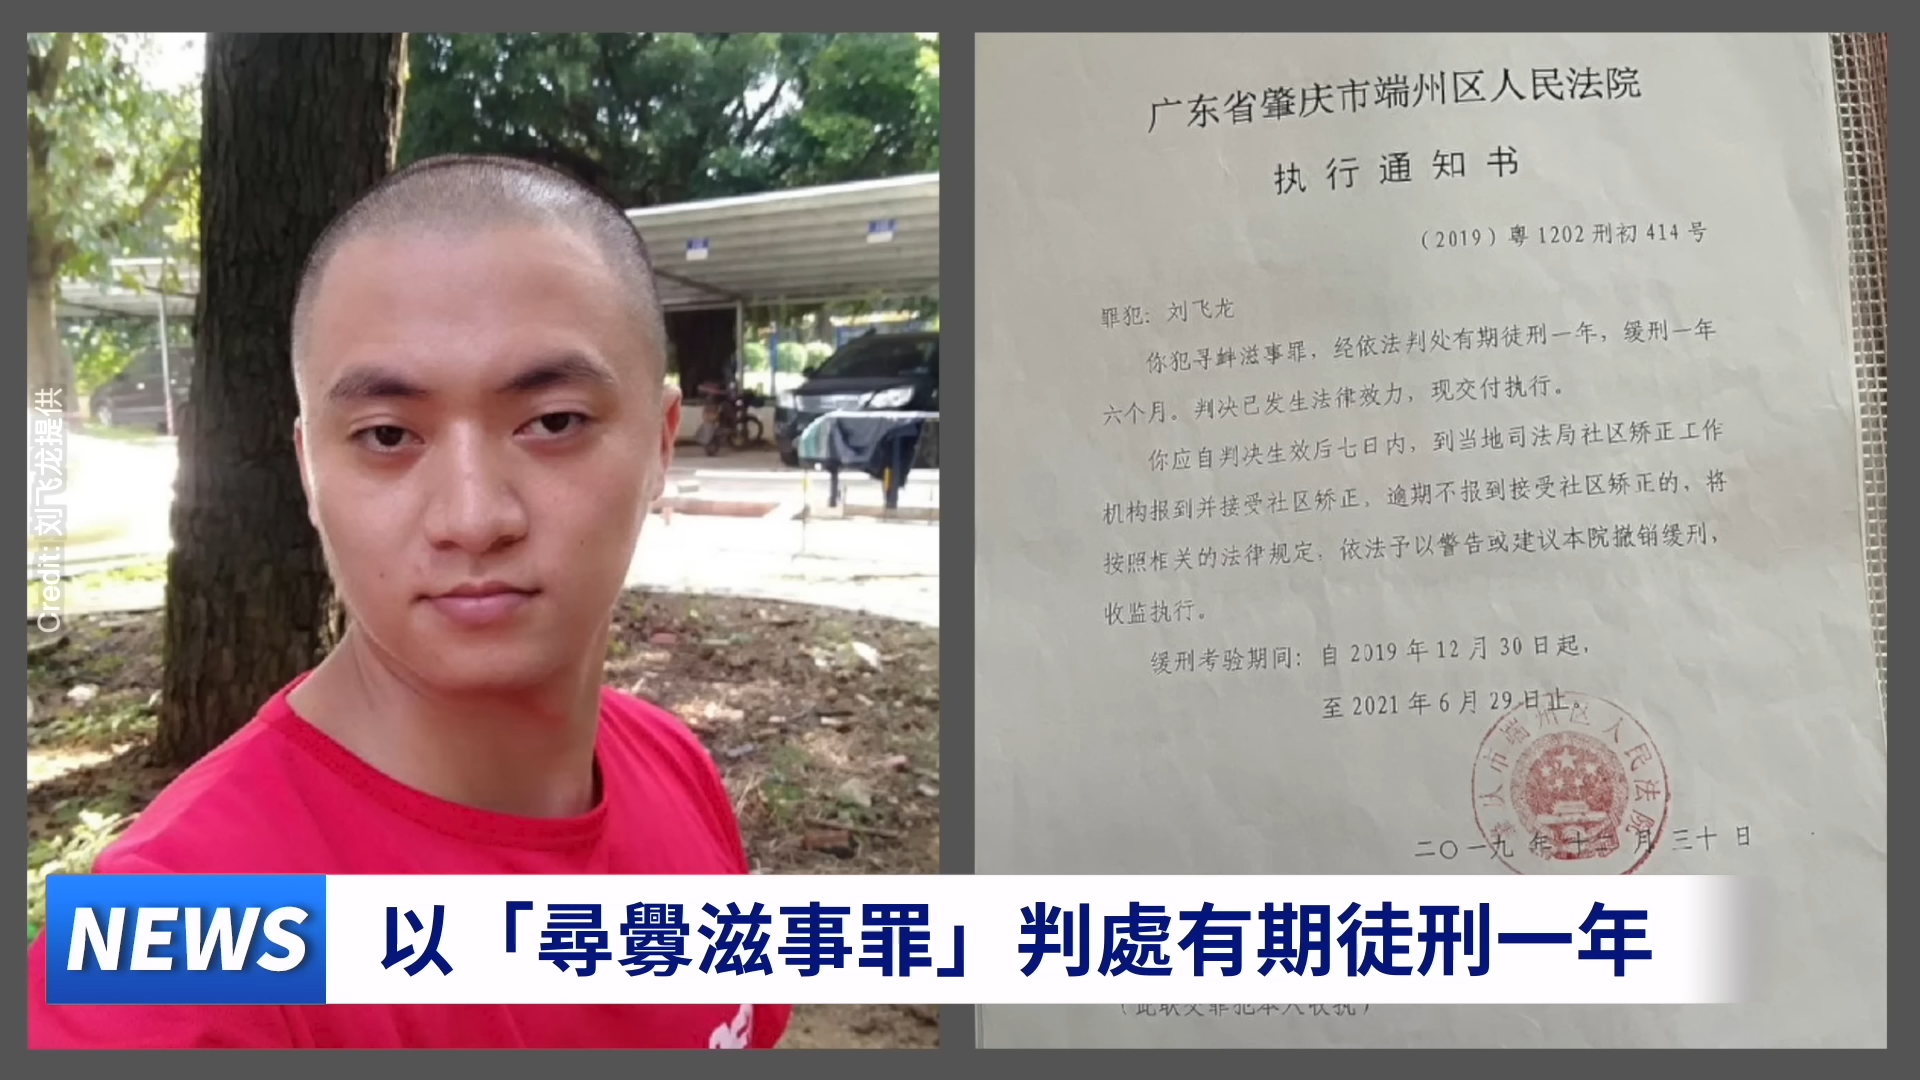 Credit: 刘飞龙提供
广东省肇庆市端州区人民法院
执行通知书
（2019）粤1202刑初414号
罪犯：刘飞龙
你犯寻衅滋事罪，经依法判处有期徒刑一年，缓刑一年
六个月。判决已发生法律效力，现交付执行。
你应自判决生效后七日内，到当地司法局社区矫正工作
机构报到并接受社区矫正，逾期不报到接受社区矫正的，将
按照相关的法律规定，依法予以警告或建议本院撤销缓刑，
收监执行。
缓刑考验期间：自2019年12月30日起，
至2021年6月29日止。
市端州区人民法院
二〇一九年十二月三十日
NEWS
以「尋釁滋事罪」判處有期徒刑一年